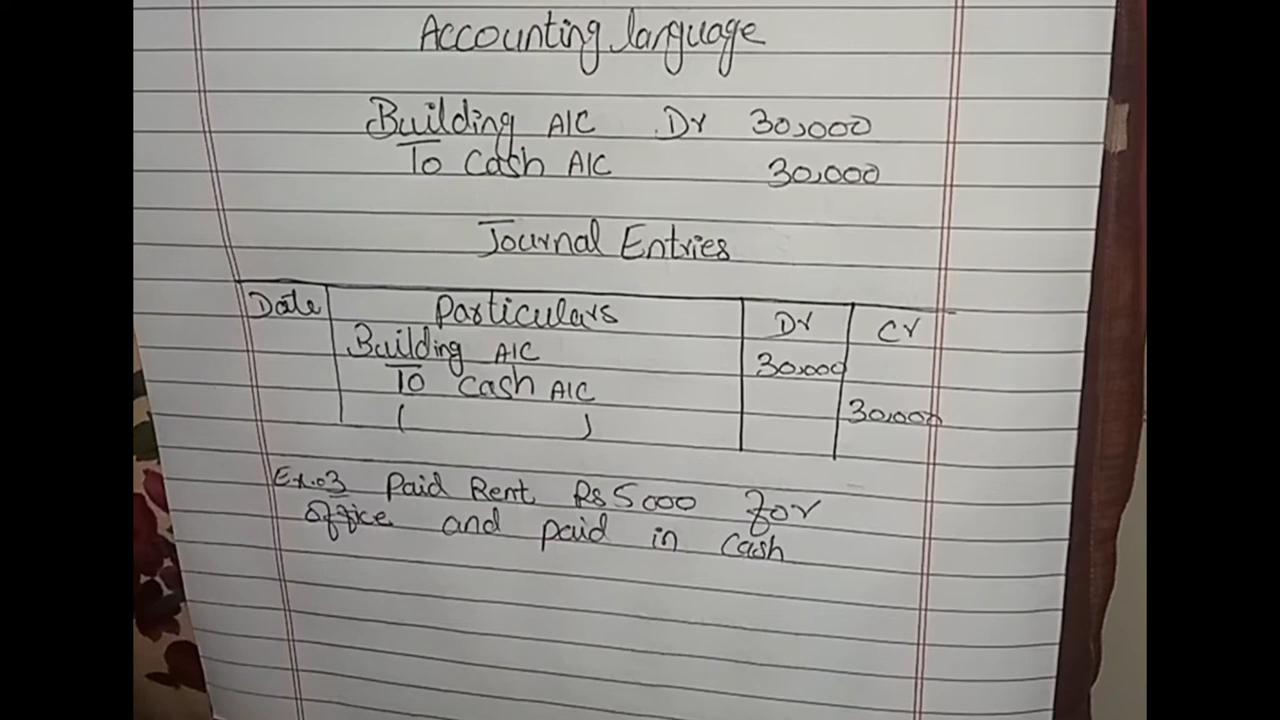 Accounting language
Building A/C Dr 30,000
To Cash A/C 30,000
Journal Entries
Date Particulars Dr Cr
Building A/C 30,000
To Cash A/C 30,000
( )
Ex.03 Paid Rent Rs 5000 for
office and paid in cash